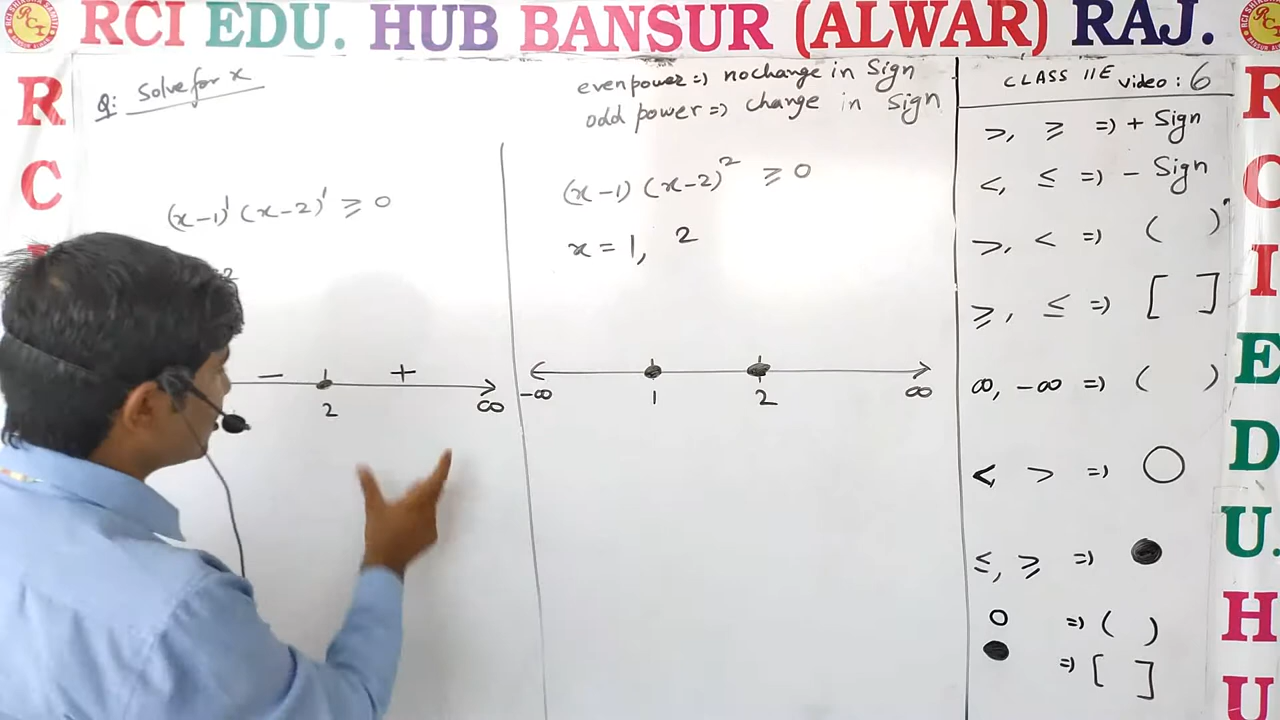 RCI EDU. HUB BANSUR (ALWAR) RAJ.
R
C
Q: Solve for x
(x-1)¹ (x-2)¹ ≥ 0
2
− +
2 ∞
even power => no change in Sign
odd power => change in Sign
(x-1) (x-2)² ≥ 0
x = 1, 2
-∞ 1 2 ∞
CLASS 11E video: 6
>, ≥ => + Sign
<, ≤ => - Sign
>, < => ( )
≥, ≤ => [ ]
∞, -∞ => ( )
< > => ○
≤, ≥ => ●
○ => ( )
● => [ ]
R
C
I
E
D
U.
H
U